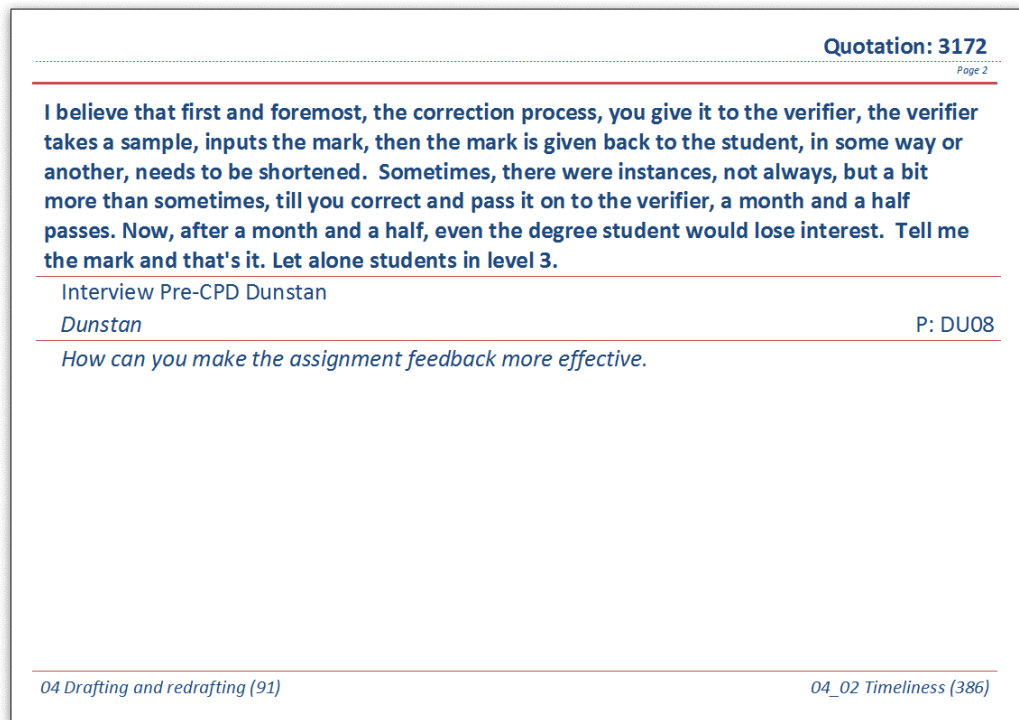 Quotation: 3172
Page 2
I believe that first and foremost, the correction process, you give it to the verifier, the verifier
takes a sample, inputs the mark, then the mark is given back to the student, in some way or
another, needs to be shortened.  Sometimes, there were instances, not always, but a bit
more than sometimes, till you correct and pass it on to the verifier, a month and a half
passes. Now, after a month and a half, even the degree student would lose interest.  Tell me
the mark and that's it. Let alone students in level 3.
Interview Pre-CPD Dunstan
Dunstan P: DU08
How can you make the assignment feedback more effective.
04 Drafting and redrafting (91) 04_02 Timeliness (386)